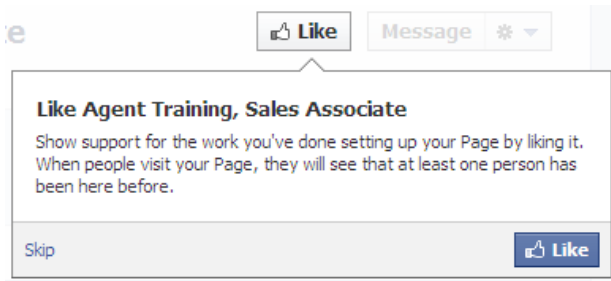 te
Like Message
Like Agent Training, Sales Associate
Show support for the work you've done setting up your Page by liking it.
When people visit your Page, they will see that at least one person has
been here before.
Skip Like